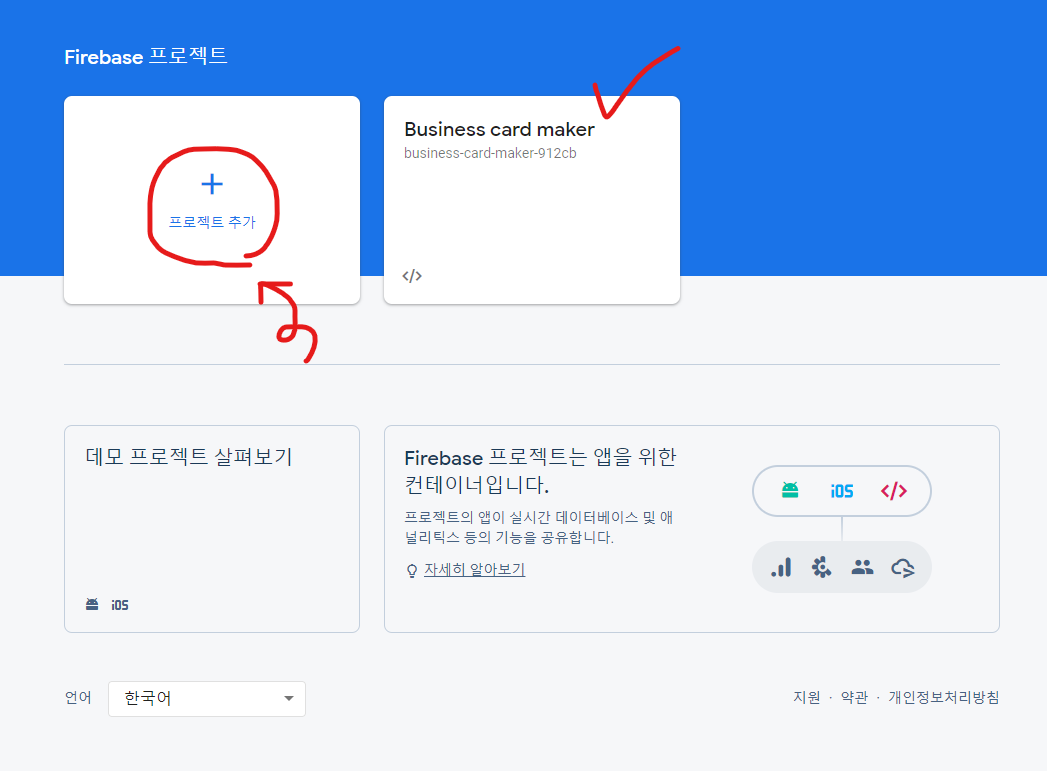 Firebase 프로젝트
프로젝트 추가
Business card maker
business-card-maker-912cb
데모 프로젝트 살펴보기
iOS
Firebase 프로젝트는 앱을 위한
컨테이너입니다.
프로젝트의 앱이 실시간 데이터베이스 및 애
널리틱스 등의 기능을 공유합니다.
자세히 알아보기
iOS
언어
한국어
지원 · 약관 · 개인정보처리방침